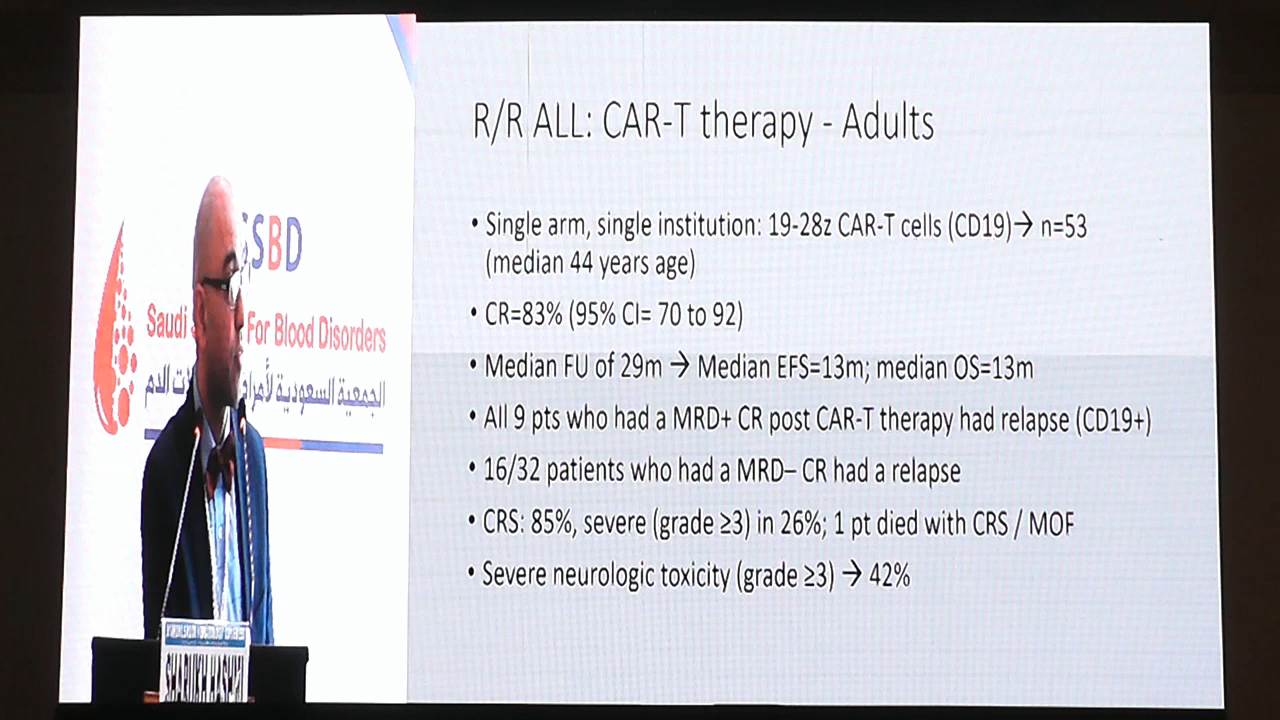 R/R ALL: CAR-T therapy - Adults
• Single arm, single institution: 19-28z CAR-T cells (CD19)→ n=53
(median 44 years age)
• CR=83% (95% CI= 70 to 92)
• Median FU of 29m → Median EFS=13m; median OS=13m
• All 9 pts who had a MRD+ CR post CAR-T therapy had relapse (CD19+)
• 16/32 patients who had a MRD– CR had a relapse
• CRS: 85%, severe (grade ≥3) in 26%; 1 pt died with CRS / MOF
• Severe neurologic toxicity (grade ≥3) → 42%
SBD
Saudi For Blood Disorders
الجمعية السعودية الدم
SHAHRUKH HASHMI